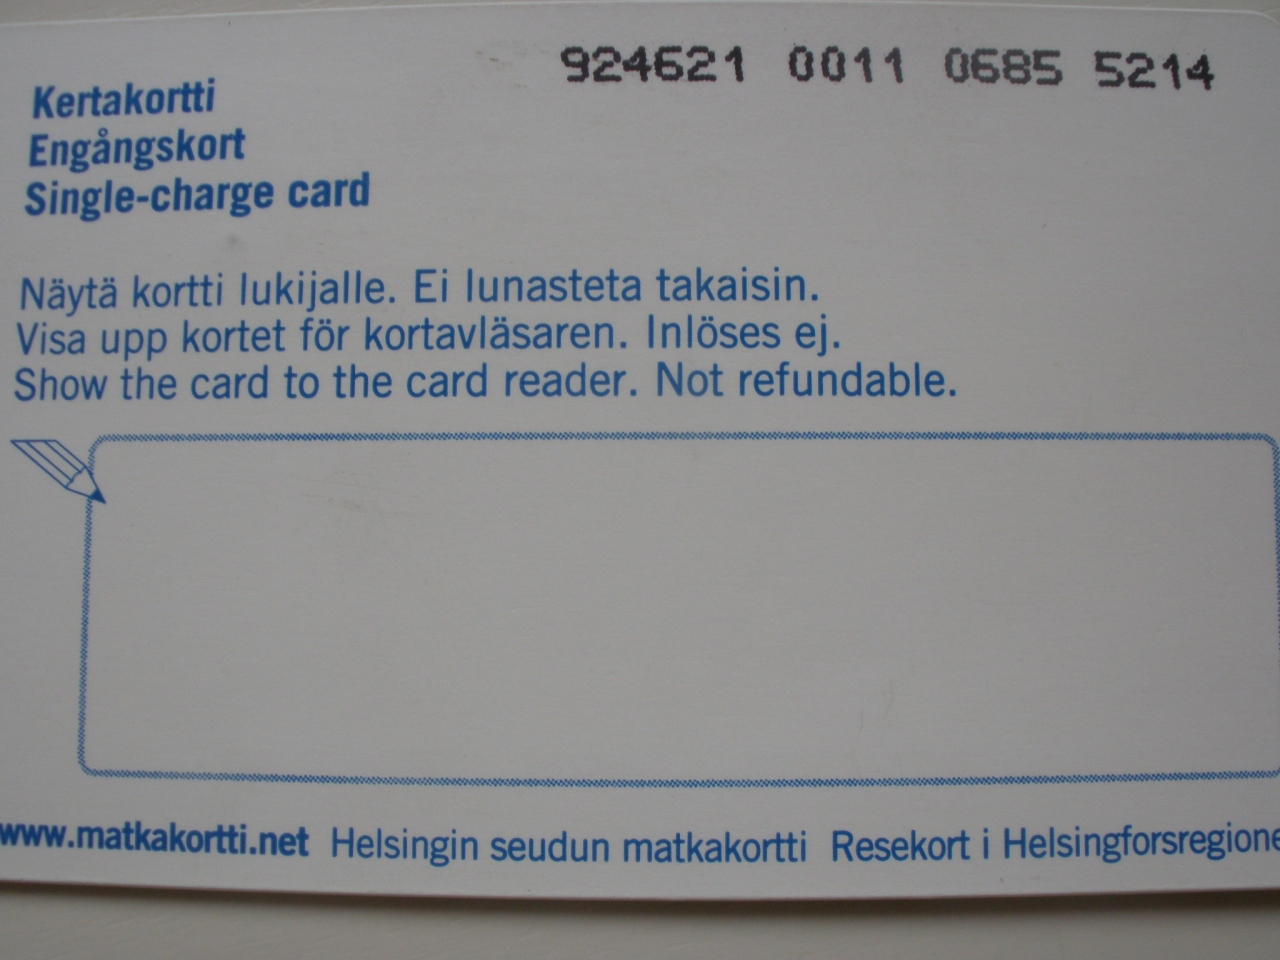 924621 0011 0685 5214
Kertakortti
Engångskort
Single-charge card
Näytä kortti lukijalle. Ei lunasteta takaisin.
Visa upp kortet för kortavläsaren. Inlöses ej.
Show the card to the card reader. Not refundable.
www.matkakortti.net Helsingin seudun matkakortti Resekort i Helsingforsregione